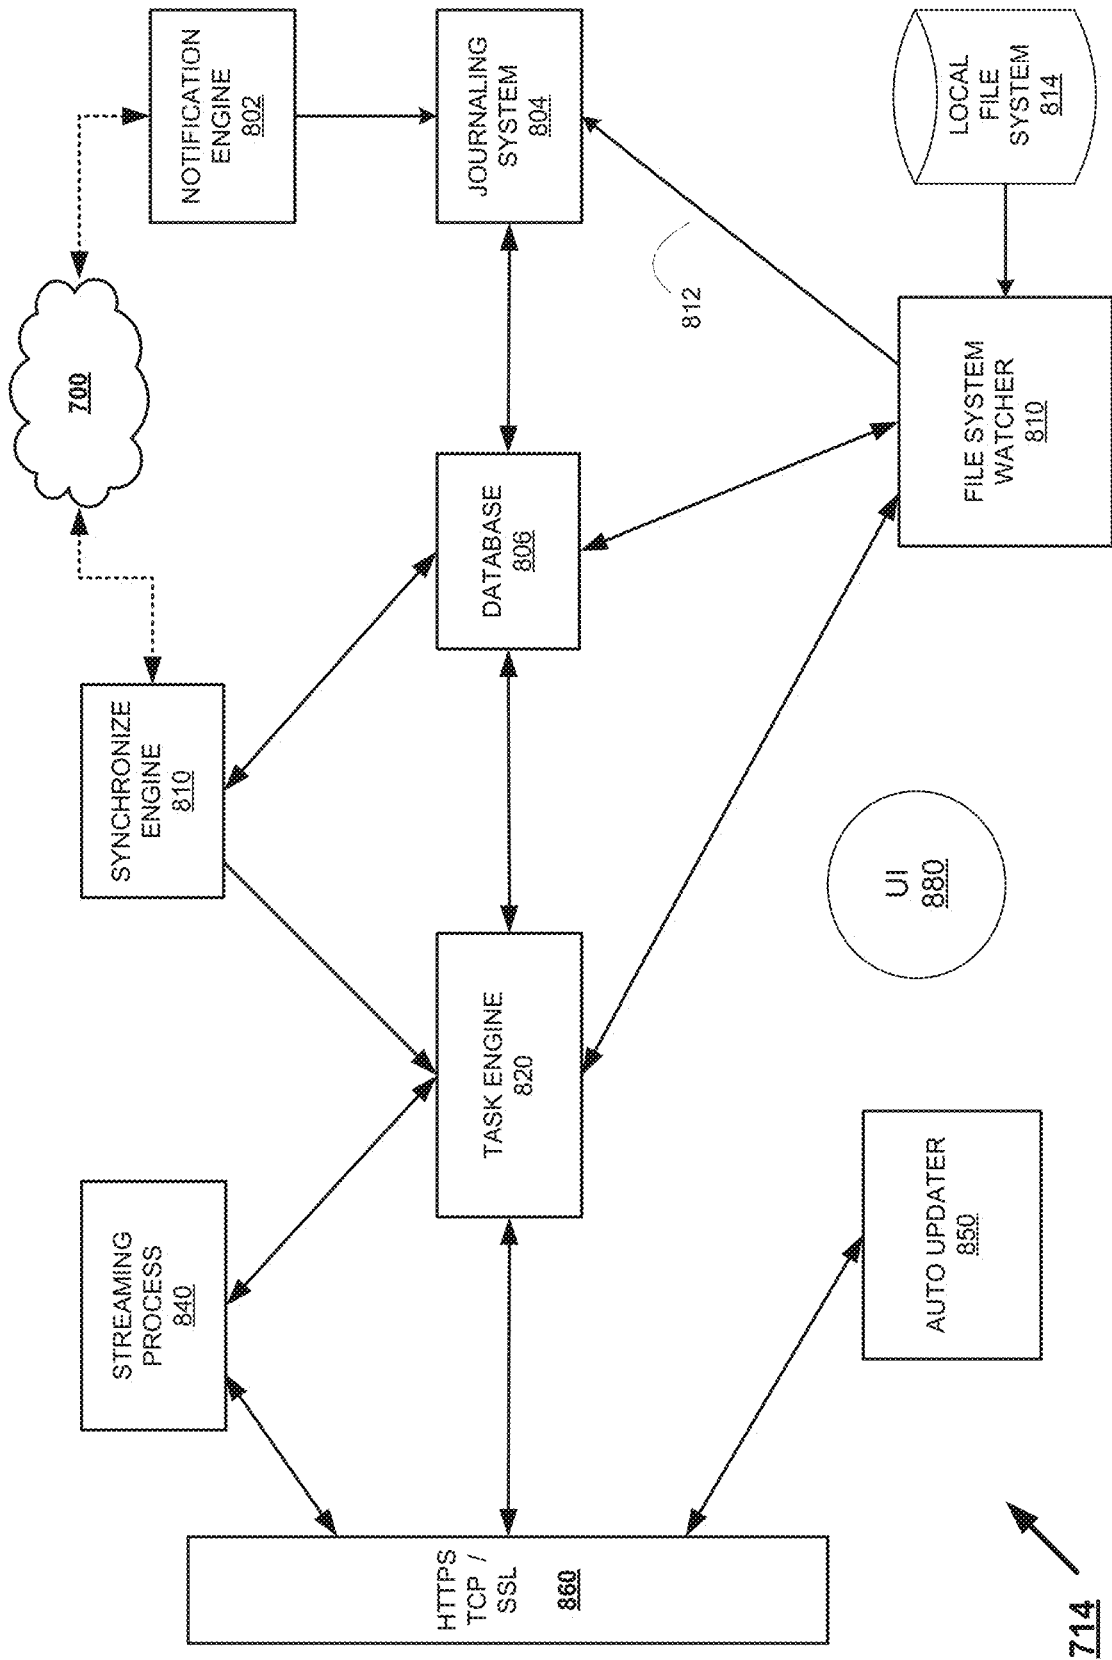 700
NOTIFICATION
ENGINE
802
SYNCHRONIZE
ENGINE
810
STREAMING
PROCESS
840
JOURNALING
SYSTEM
804
DATABASE
806
TASK ENGINE
820
HTTPS
TCP /
SSL
860
812
LOCAL
FILE
SYSTEM
814
FILE SYSTEM
WATCHER
810
UI
880
AUTO UPDATER
850
714